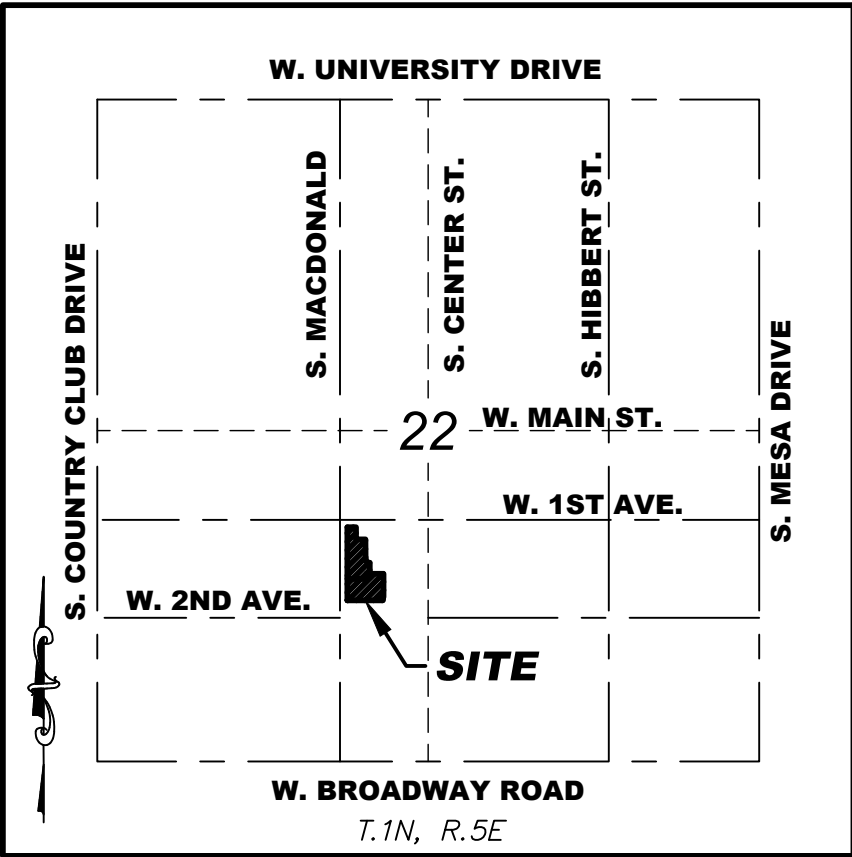 W. UNIVERSITY DRIVE
S. COUNTRY CLUB DRIVE
S. MACDONALD
S. CENTER ST.
S. HIBBERT ST.
S. MESA DRIVE
22
W. MAIN ST.
W. 1ST AVE.
W. 2ND AVE.
SITE
W. BROADWAY ROAD
T.1N, R.5E